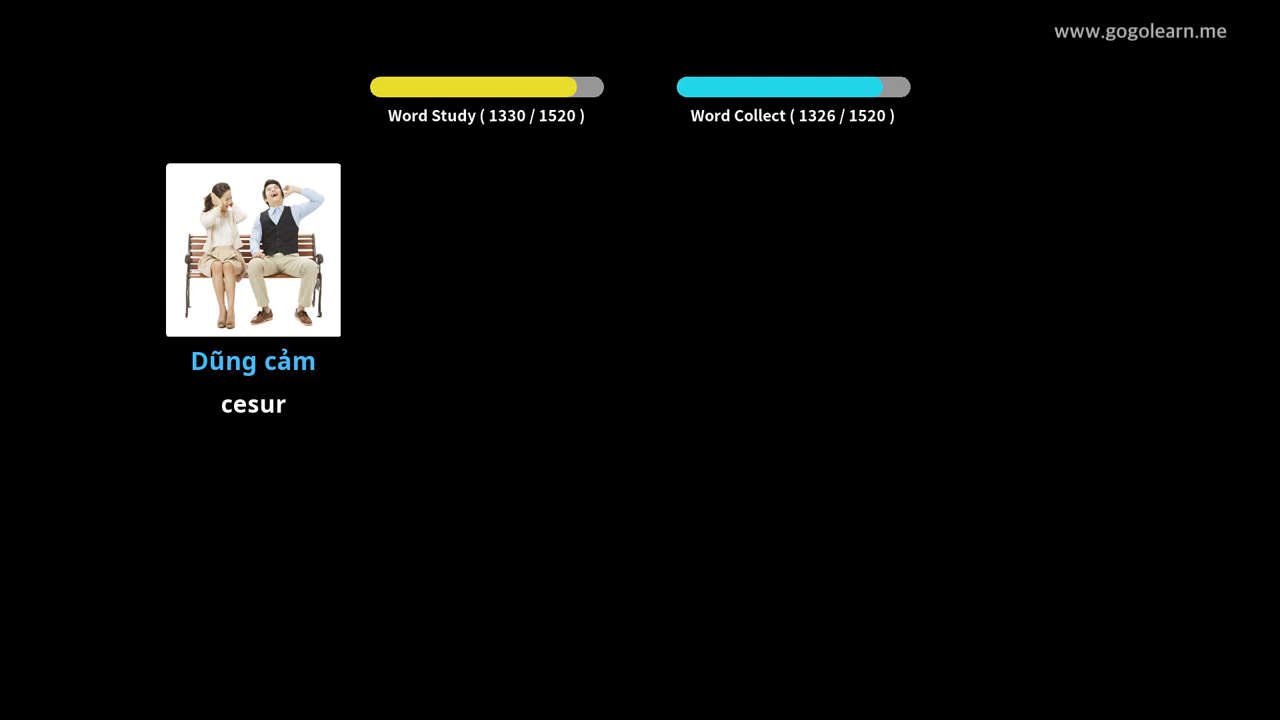 www.gogolearn.me
Word Study ( 1330 / 1520 )
Word Collect ( 1326 / 1520 )
Dũng cảm
cesur